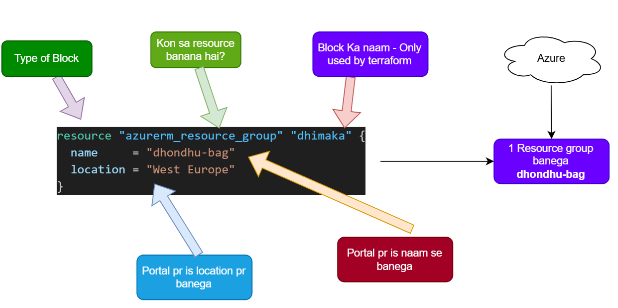 Type of Block
Kon sa resource
banana hai?
Block Ka naam - Only
used by terraform
Azure
resource "azurerm_resource_group" "dhimaka" {
name = "dhondhu-bag"
location = "West Europe"
}
1 Resource group
banega
dhondhu-bag
Portal pr is location pr
banega
Portal pr is naam se
banega